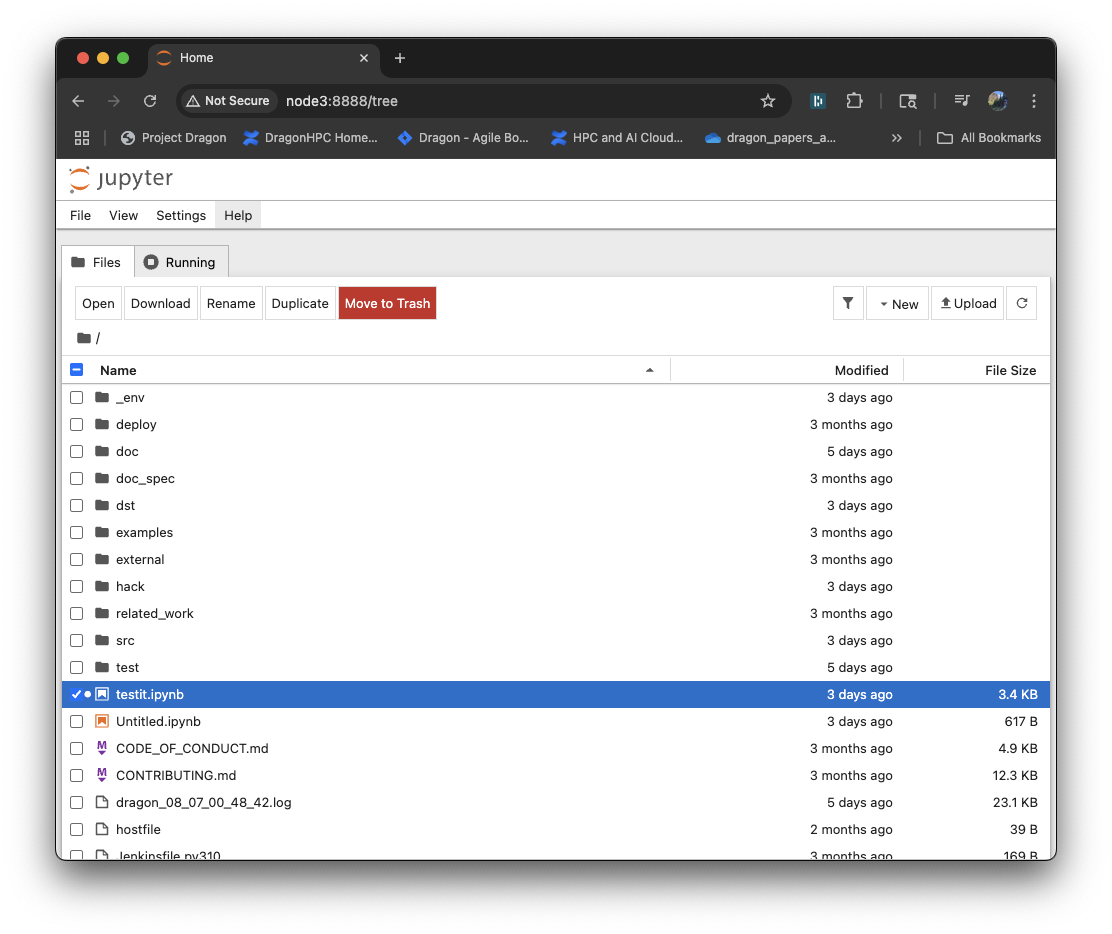 Home
Not Secure node3:8888/tree
Project Dragon DragonHPC Home... Dragon - Agile Bo... HPC and AI Cloud... dragon_papers_a... All Bookmarks
jupyter
File View Settings Help
Files Running
Open Download Rename Duplicate Move to Trash New Upload
/
Name Modified File Size
_env 3 days ago
deploy 3 months ago
doc 5 days ago
doc_spec 3 months ago
dst 3 days ago
examples 3 months ago
external 3 months ago
hack 3 days ago
related_work 3 months ago
src 3 days ago
test 5 days ago
testit.ipynb 3 days ago 3.4 KB
Untitled.ipynb 3 days ago 617 B
CODE_OF_CONDUCT.md 3 months ago 4.9 KB
CONTRIBUTING.md 3 months ago 12.3 KB
dragon_08_07_00_48_42.log 5 days ago 23.1 KB
hostfile 2 months ago 39 B
Jenkinsfile.py310 3 months ago 169 B